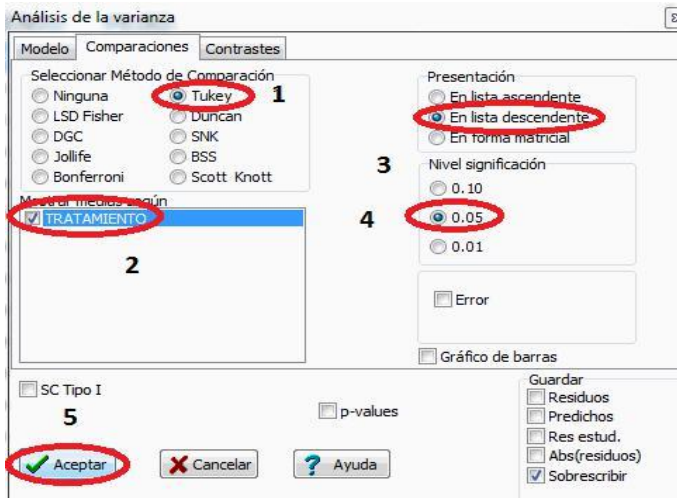 Análisis de la varianza
Modelo Comparaciones Contrastes
Seleccionar Método de Comparación
Ninguna Tukey 1
LSD Fisher Duncan
DGC SNK
Jollife BSS
Bonferroni Scott Knott
Presentación
En lista ascendente
En lista descendente
En forma matricial
3
Nivel significación
0.10
4 0.05
0.01
Mostrar medias según
TRATAMIENTO
2
Error
Gráfico de barras
SC Tipo I
5
p-values
Guardar
Residuos
Predichos
Res estud.
Abs(residuos)
Sobrescribir
Aceptar Cancelar ? Ayuda